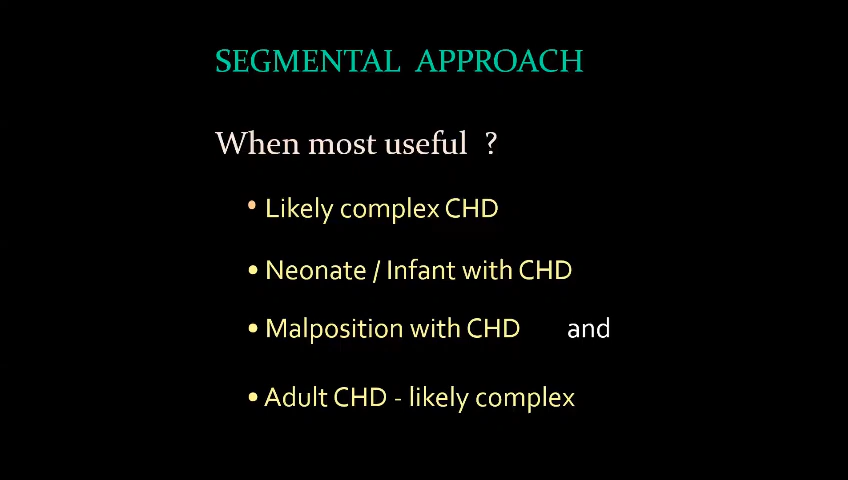 SEGMENTAL APPROACH
When most useful ?
• Likely complex CHD
• Neonate / Infant with CHD
• Malposition with CHD and
• Adult CHD - likely complex